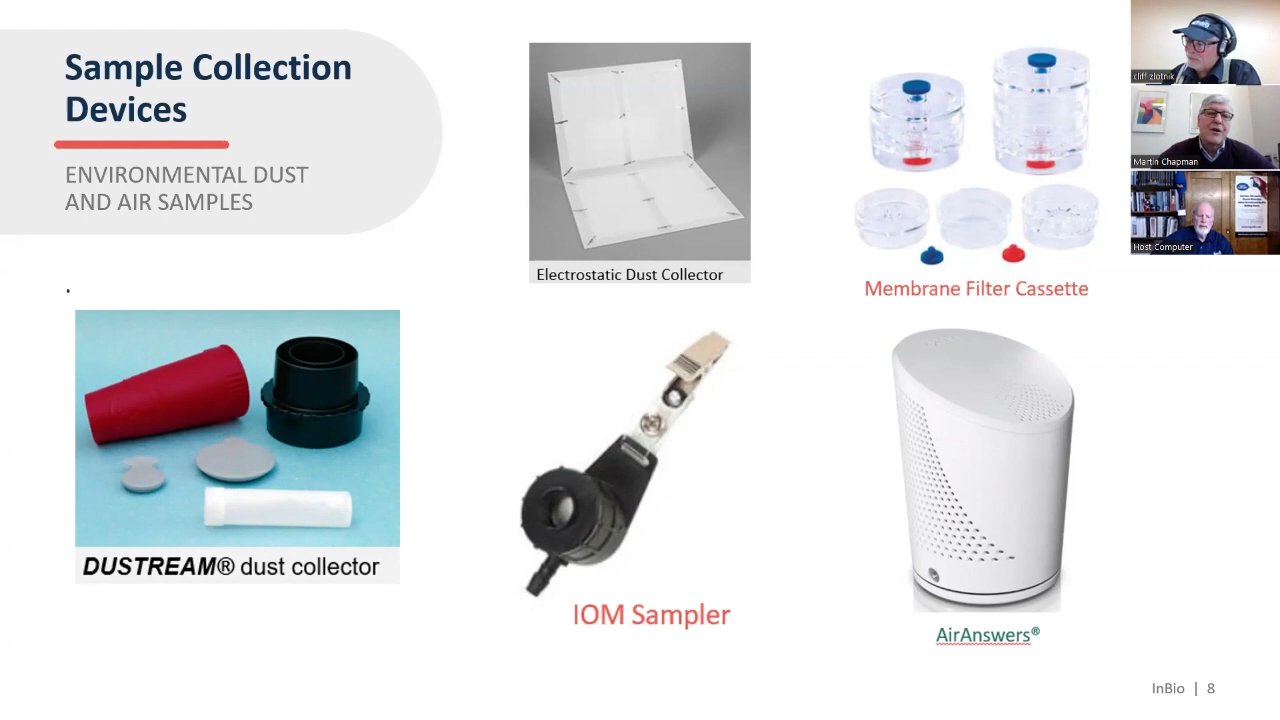 Sample Collection
Devices
ENVIRONMENTAL DUST
AND AIR SAMPLES
.
Electrostatic Dust Collector
Membrane Filter Cassette
DUSTREAM® dust collector
IOM Sampler
AirAnswers®
cliff zlotnik
Martin Chapman
Host Computer
InBio | 8